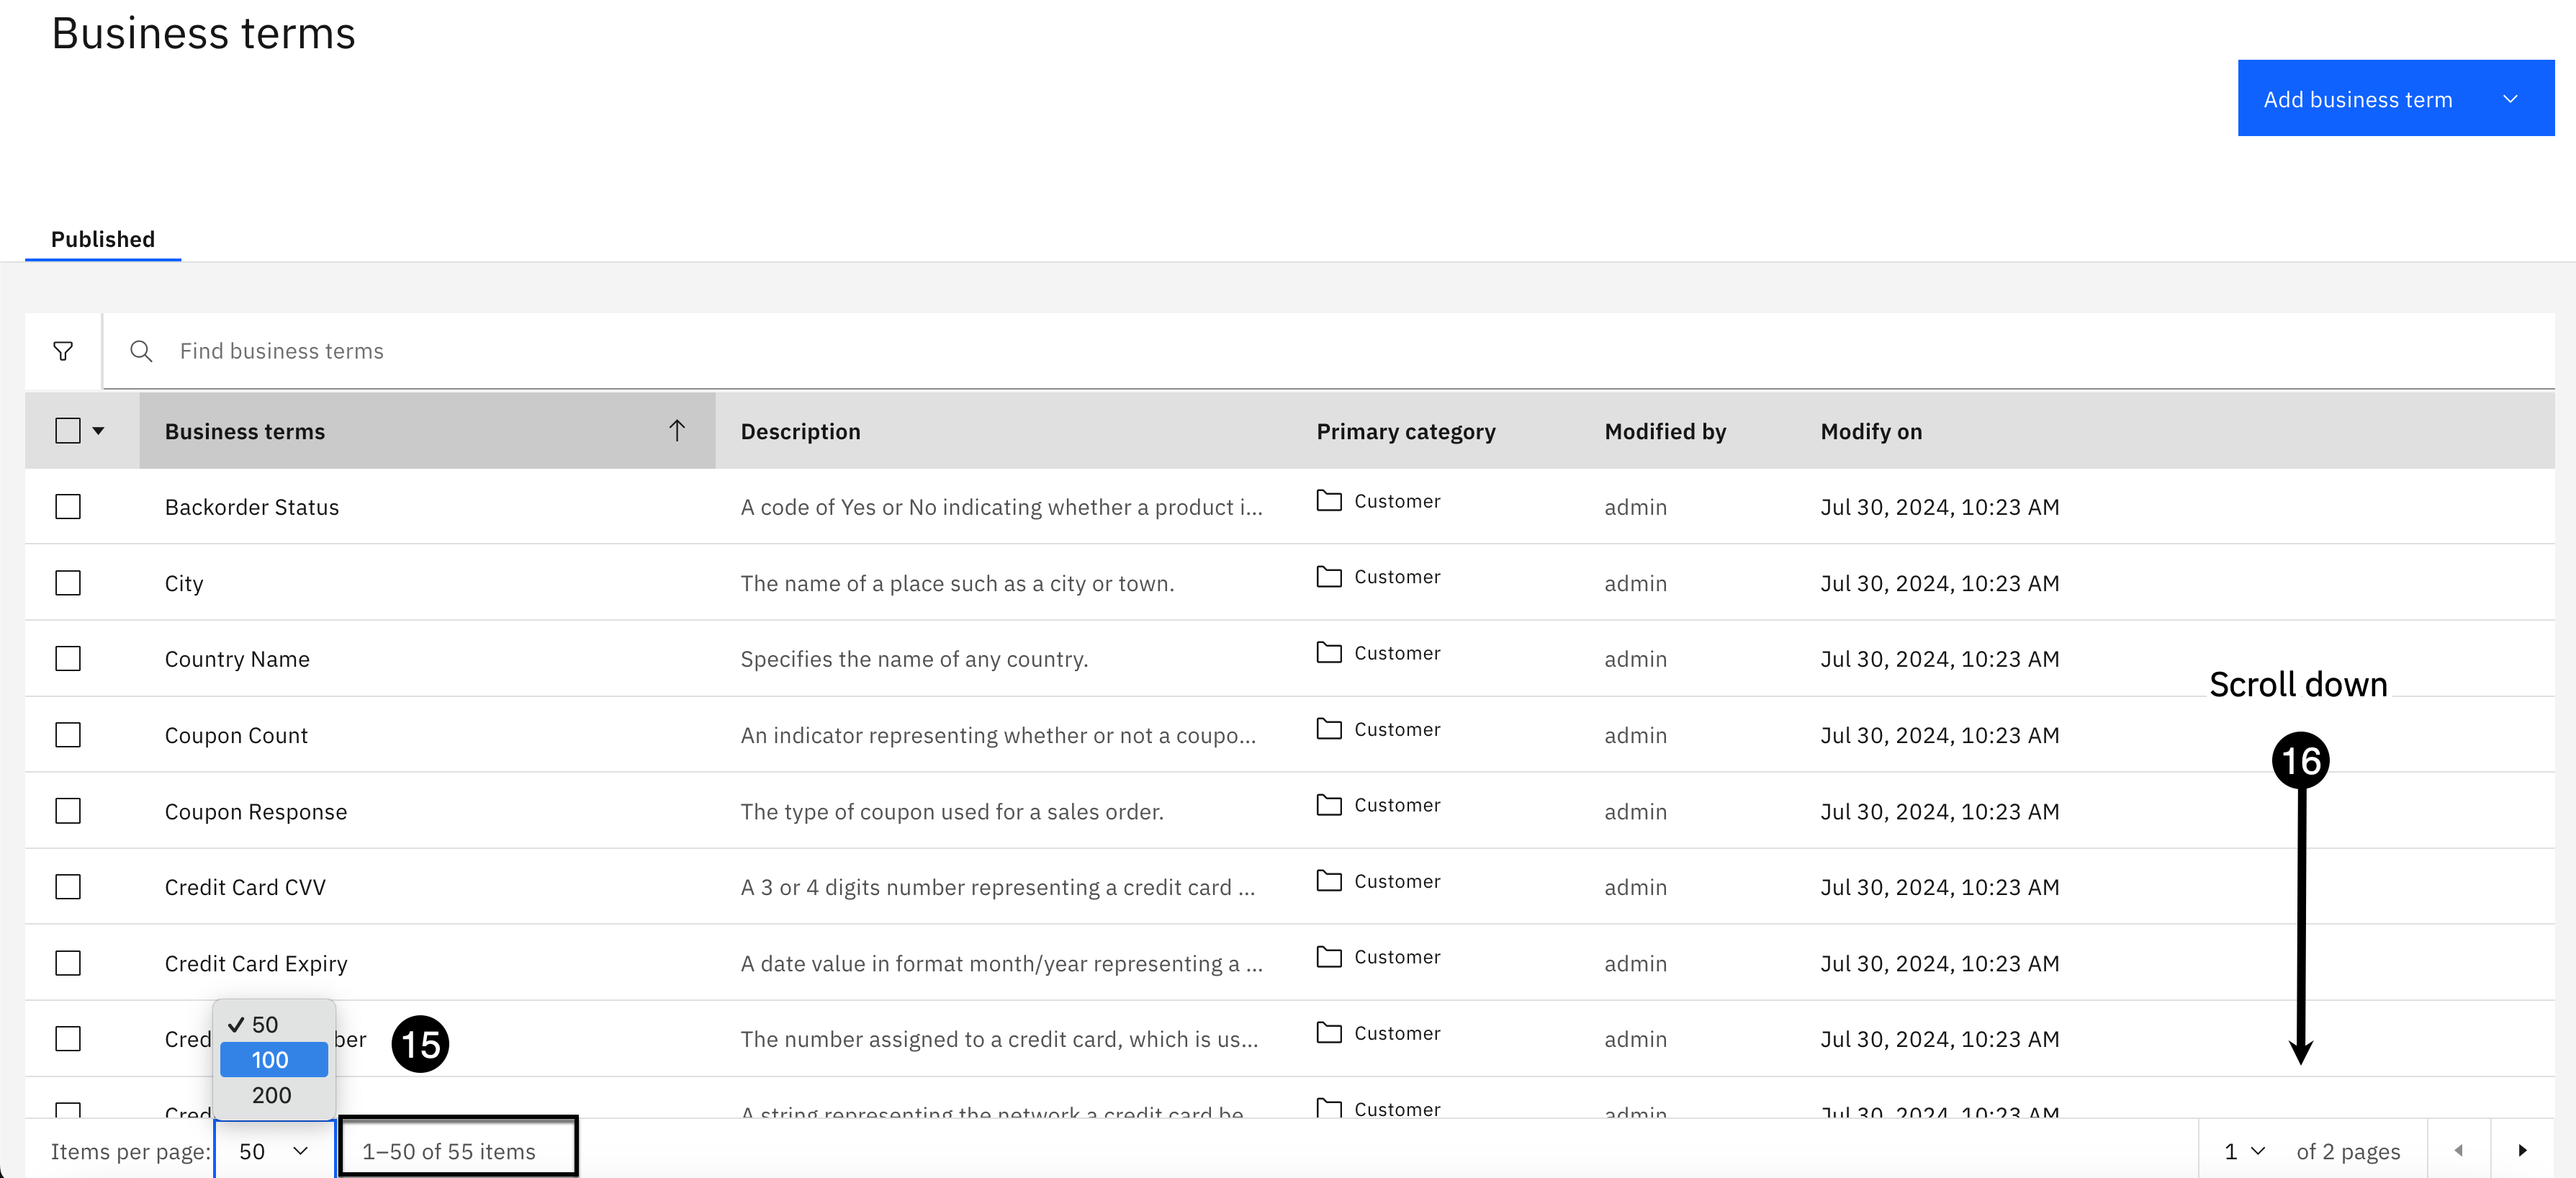 Business terms
Add business term
Published
Find business terms
Business terms Description Primary category Modified by Modify on
Backorder Status A code of Yes or No indicating whether a product i... Customer admin Jul 30, 2024, 10:23 AM
City The name of a place such as a city or town. Customer admin Jul 30, 2024, 10:23 AM
Country Name Specifies the name of any country. Customer admin Jul 30, 2024, 10:23 AM
Scroll down
Coupon Count An indicator representing whether or not a coupo... Customer admin Jul 30, 2024, 10:23 AM
16
Coupon Response The type of coupon used for a sales order. Customer admin Jul 30, 2024, 10:23 AM
Credit Card CVV A 3 or 4 digits number representing a credit card ... Customer admin Jul 30, 2024, 10:23 AM
Credit Card Expiry A date value in format month/year representing a ... Customer admin Jul 30, 2024, 10:23 AM
50
Cred ber 15 The number assigned to a credit card, which is us... Customer admin Jul 30, 2024, 10:23 AM
100
200
Cred A string representing the network a credit card be Customer admin Jul 30, 2024, 10:23 AM
Items per page: 50 1–50 of 55 items 1 of 2 pages